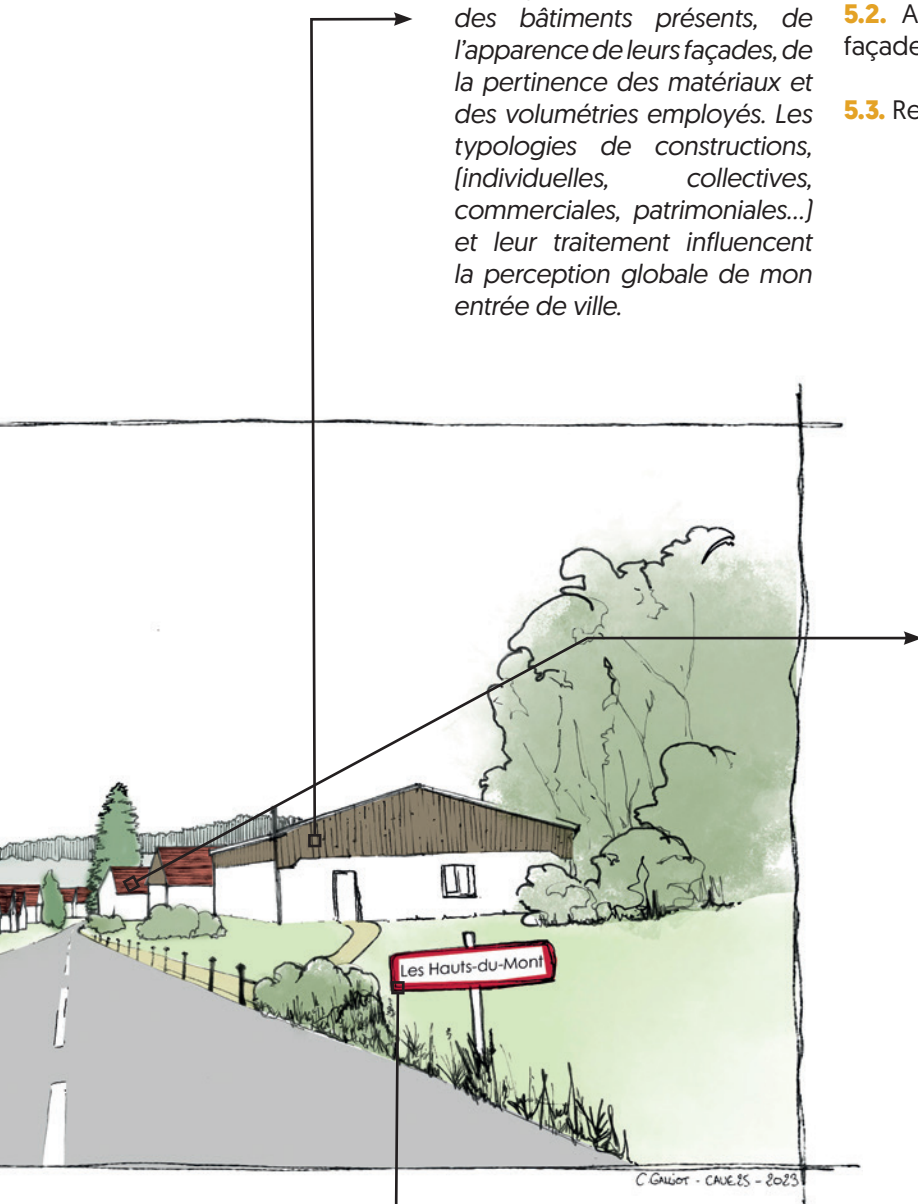 des bâtiments présents, de
l'apparence de leurs façades, de
la pertinence des matériaux et
des volumétries employés. Les
typologies de constructions,
(individuelles, collectives,
commerciales, patrimoniales...)
et leur traitement influencent
la perception globale de mon
entrée de ville.
5.2. A
façade
5.3. Re
Les Hauts-du-Mont
C. GALLIOT - CAUE25 - 2023